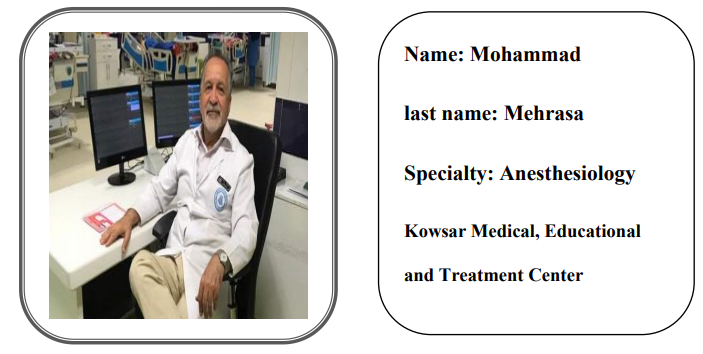 Name: Mohammad
last name: Mehrasa
Specialty: Anesthesiology
Kowsar Medical, Educational
and Treatment Center